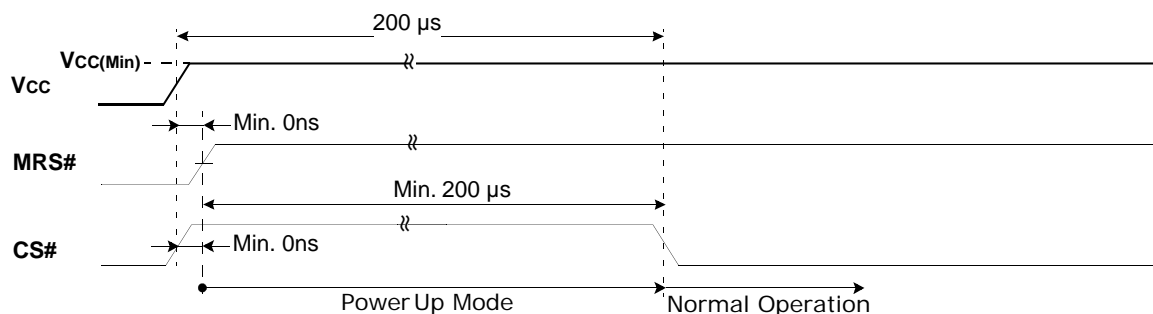 200 µs
VCC(Min)
VCC
Min. 0ns
MRS#
Min. 200 µs
CS#
Min. 0ns
Power Up Mode
Normal Operation